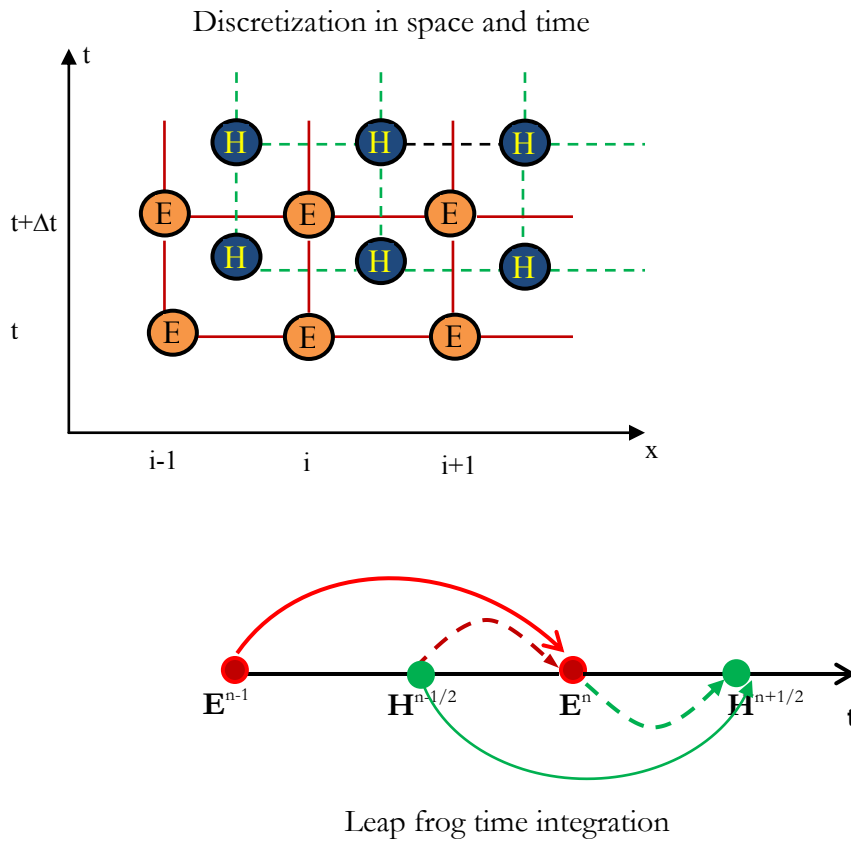 Discretization in space and time
t
H H H
E E E
t+Δt
H H H
t
E E E
i-1 i i+1
x
E^{n-1} H^{n-1/2} E^{n} H^{n+1/2}
t
Leap frog time integration